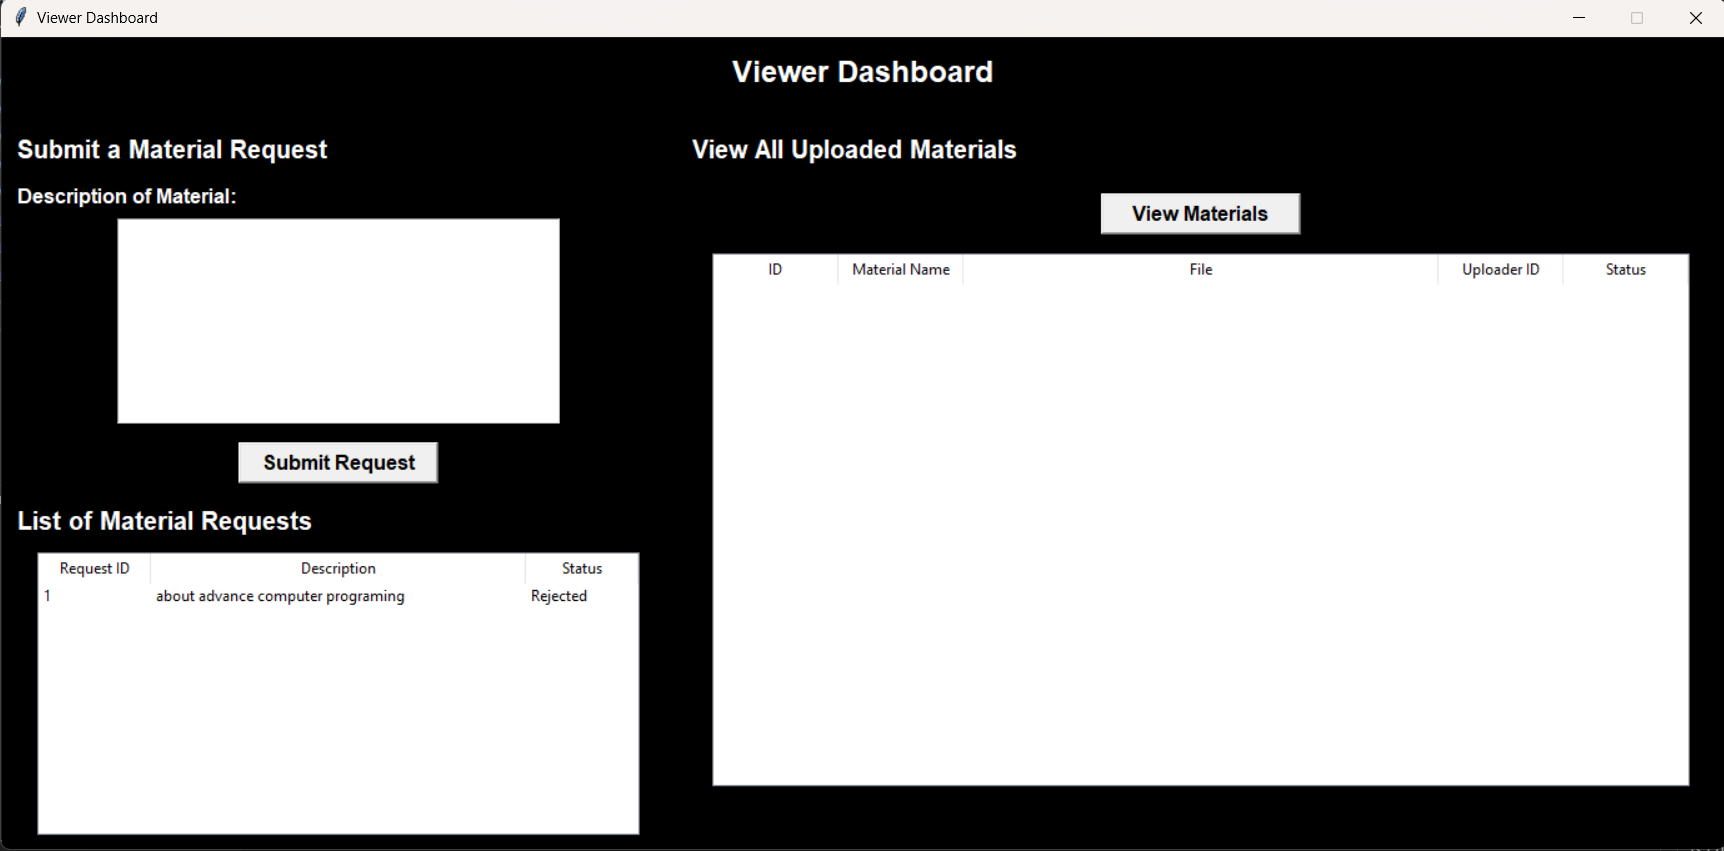 Viewer Dashboard
Viewer Dashboard
Submit a Material Request
Description of Material:
Submit Request
List of Material Requests
Request ID Description Status
1 about advance computer programing Rejected
View All Uploaded Materials
View Materials
ID Material Name File Uploader ID Status